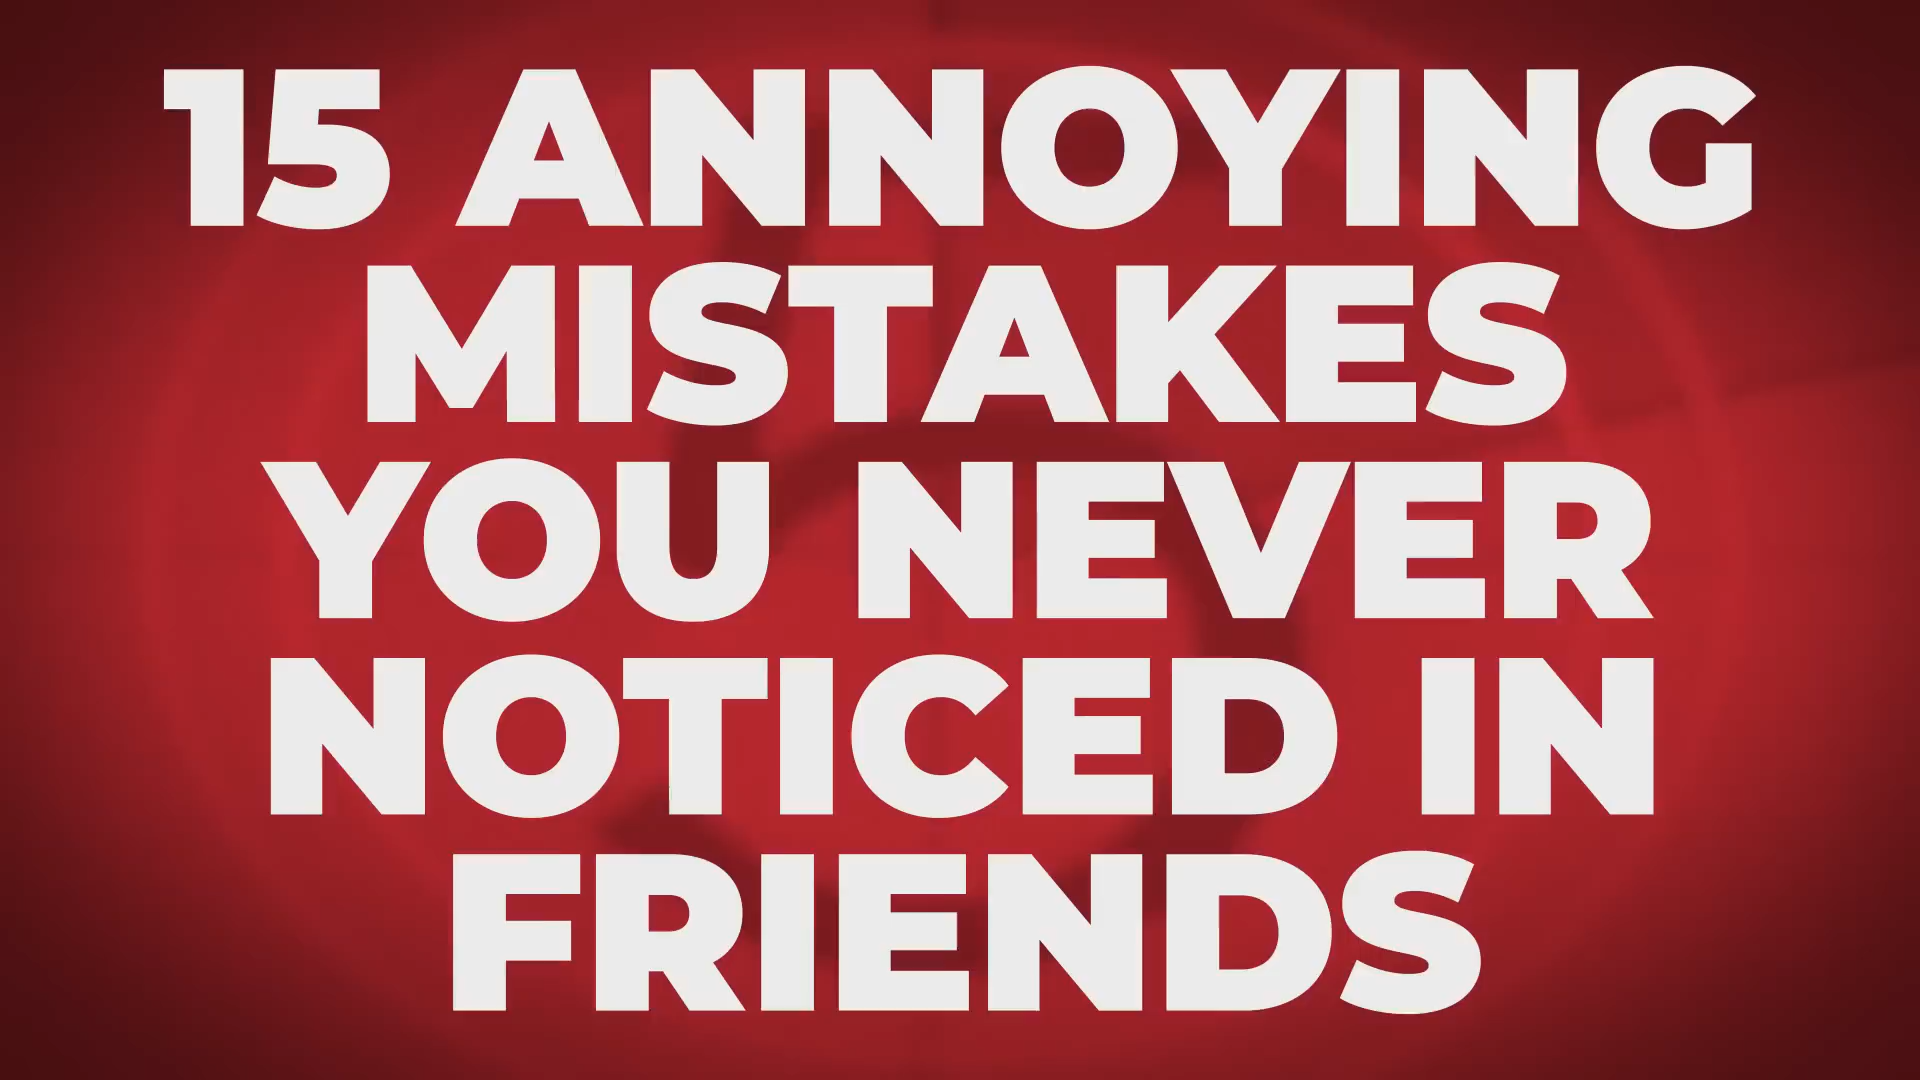 15 ANNOYING
MISTAKES
YOU NEVER
NOTICED IN
FRIENDS